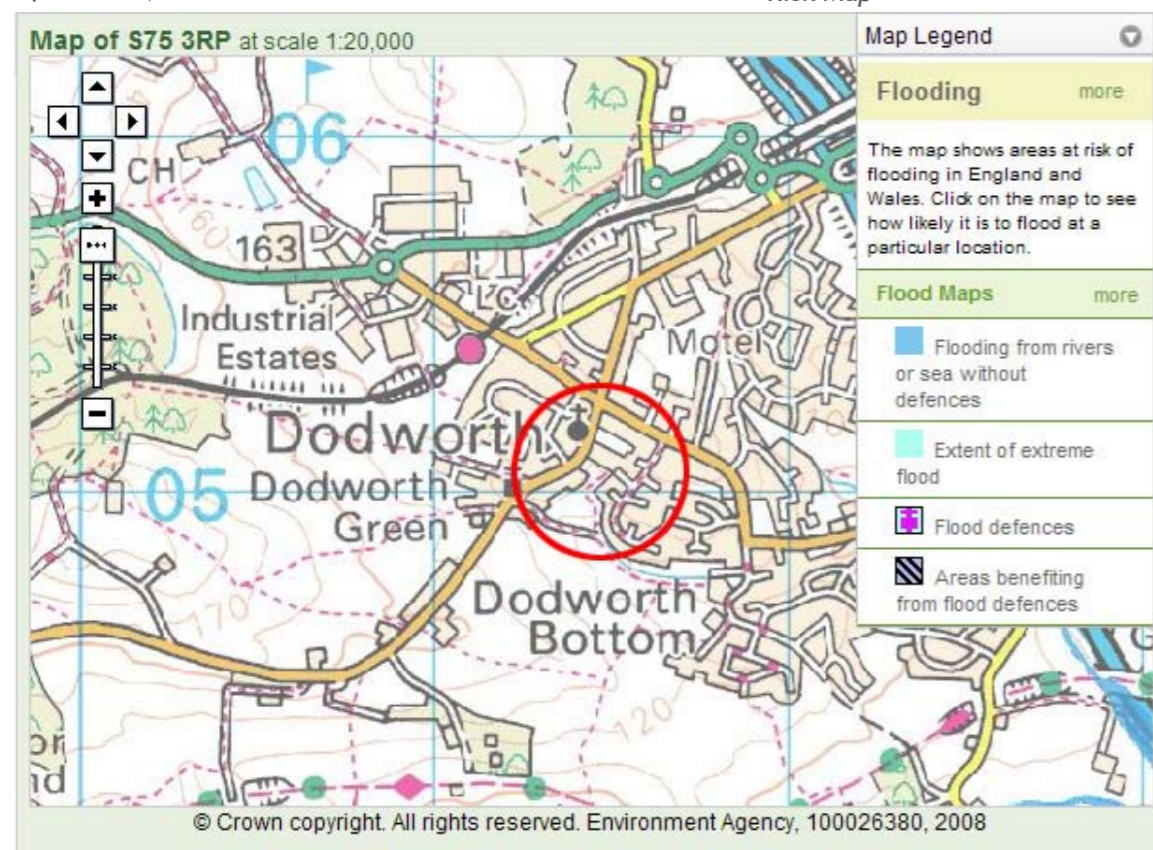 Map of S75 3RP at scale 1:20,000
Map Legend
Flooding more
The map shows areas at risk of
flooding in England and
Wales. Click on the map to see
how likely it is to flood at a
particular location.
Flood Maps more
Flooding from rivers
or sea without
defences
Extent of extreme
flood
Flood defences
Areas benefiting
from flood defences
06
CH
160
163
LC
Industrial
Estates
Motel
Dodworth
05
Dodworth
Green
170
Dodworth
Bottom
120
© Crown copyright. All rights reserved. Environment Agency, 100026380, 2008